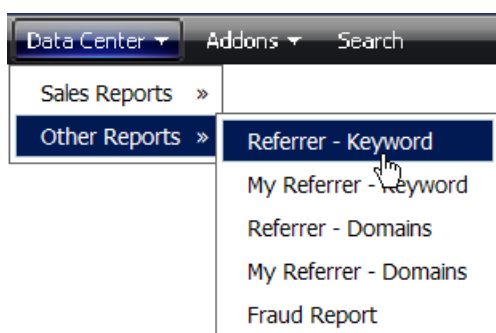 Data Center ▾ Addons ▾ Search
Sales Reports »
Other Reports »
Referrer - Keyword
My Referrer - Keyword
Referrer - Domains
My Referrer - Domains
Fraud Report